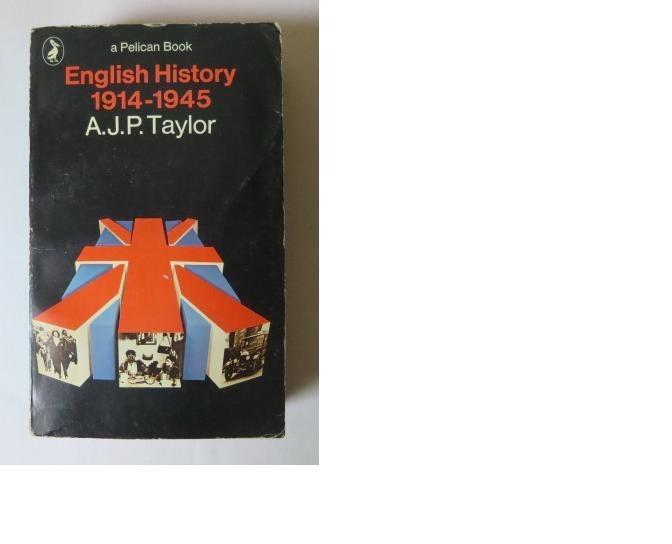 a Pelican Book
English History
1914-1945
A.J.P. Taylor